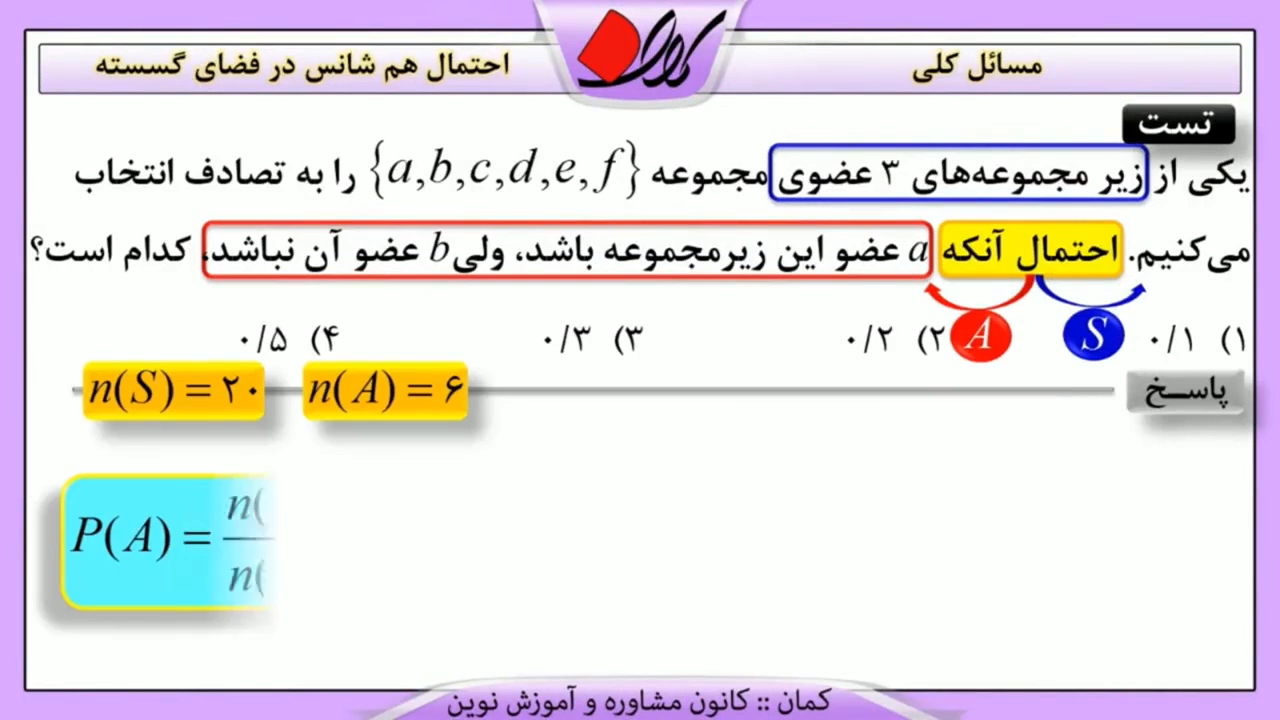 مسائل کلی
احتمال هم شانس در فضای گسسته
تست
یکی از زیر مجموعه‌های ۳ عضوی مجموعه {a,b,c,d,e,f} را به تصادف انتخاب
می‌کنیم. احتمال آنکه a عضو این زیرمجموعه باشد، ولی b عضو آن نباشد، کدام است؟
S A
۱) ۰/۱ ۲) ۰/۲ ۳) ۰/۳ ۴) ۰/۵
پاسـخ
n(S) = ۲۰ n(A) = ۶
P(A) = n( / n(
کمان :: کانون مشاوره و آموزش نوین